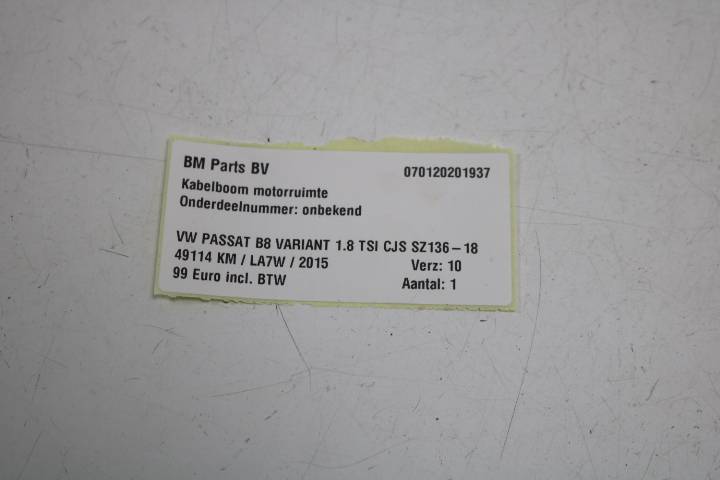 BM Parts BV 070120201937
Kabelboom motorruimte
Onderdeelnummer: onbekend
VW PASSAT B8 VARIANT 1.8 TSI CJS SZ136-18
49114 KM / LA7W / 2015 Verz: 10
99 Euro incl. BTW Aantal: 1